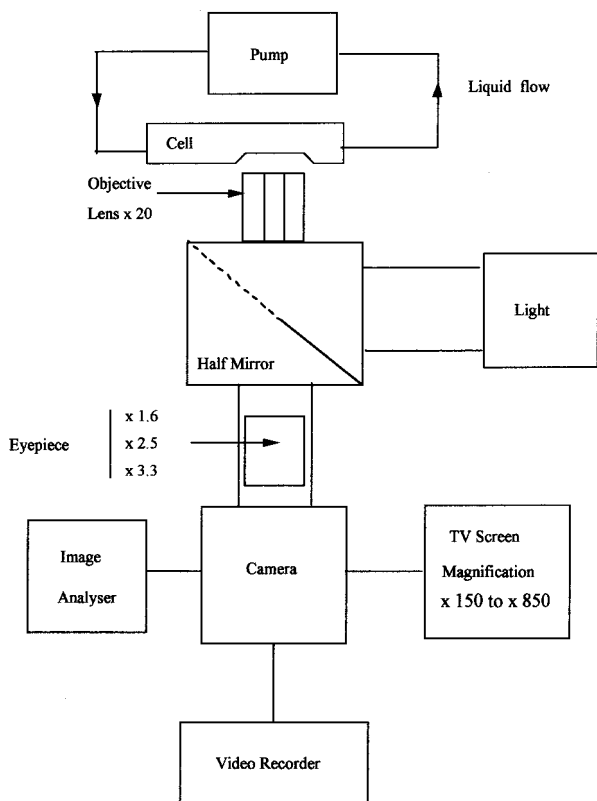 Pump
Liquid flow
Cell
Objective
Lens x 20
Light
Half Mirror
Eyepiece
x 1.6
x 2.5
x 3.3
Image
Analyser
Camera
TV Screen
Magnification
x 150 to x 850
Video Recorder